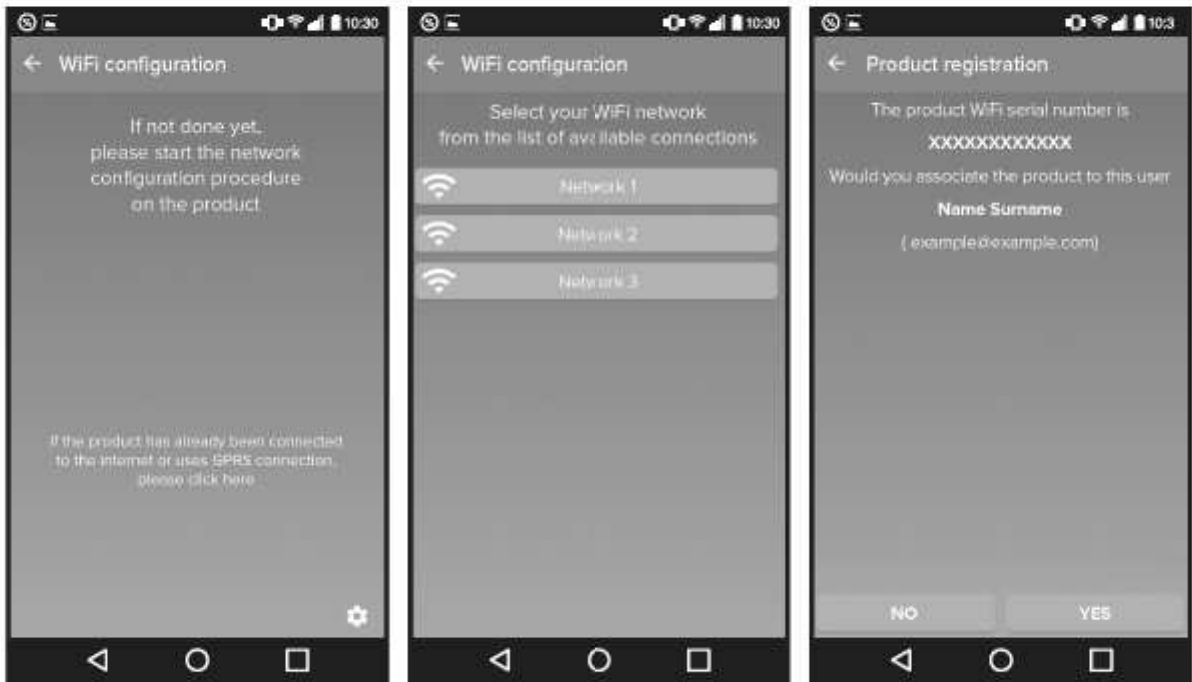 10:30
WiFi configuration
If not done yet,
please start the network
configuration procedure
on the product
If the product has already been connected
to the internet or uses GPRS connection,
please click here
10:30
WiFi configuration
Select your WiFi network
from the list of available connections
Network 1
Network 2
Network 3
10:3
Product registration
The product WiFi serial number is
XXXXXXXXXXXX
Would you associate the product to this user
Name Surname
( example@example.com)
NO
YES